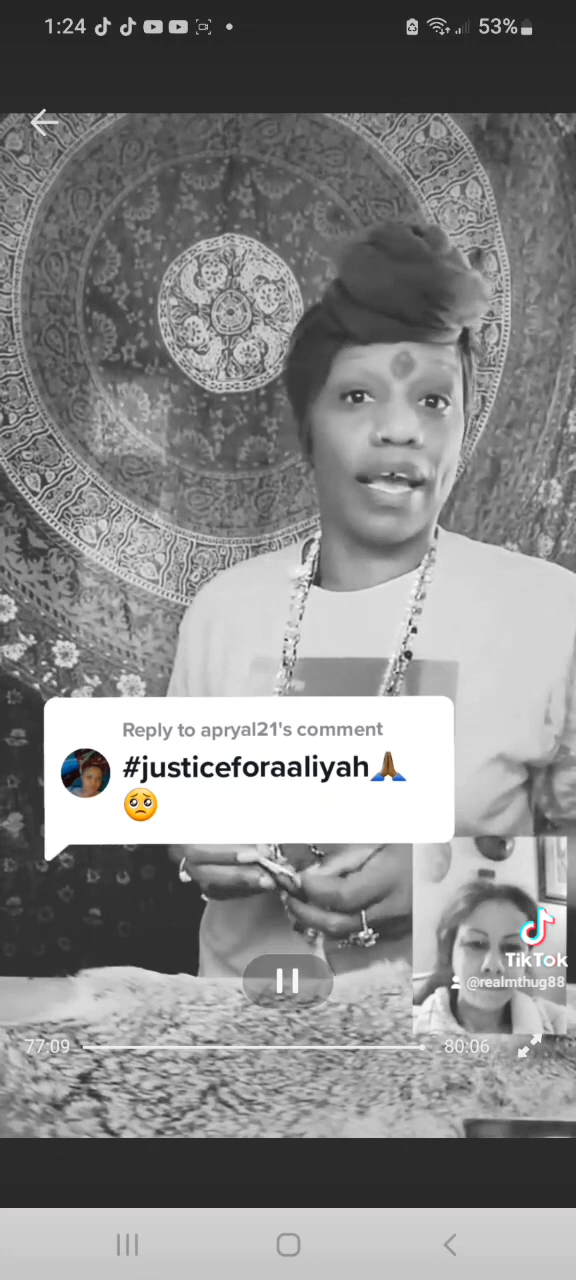 1:24
53%
Reply to apryal21's comment
#justiceforaaliyah🙏🏾
🥺
TikTok
@realmthug88
77:09
80:06